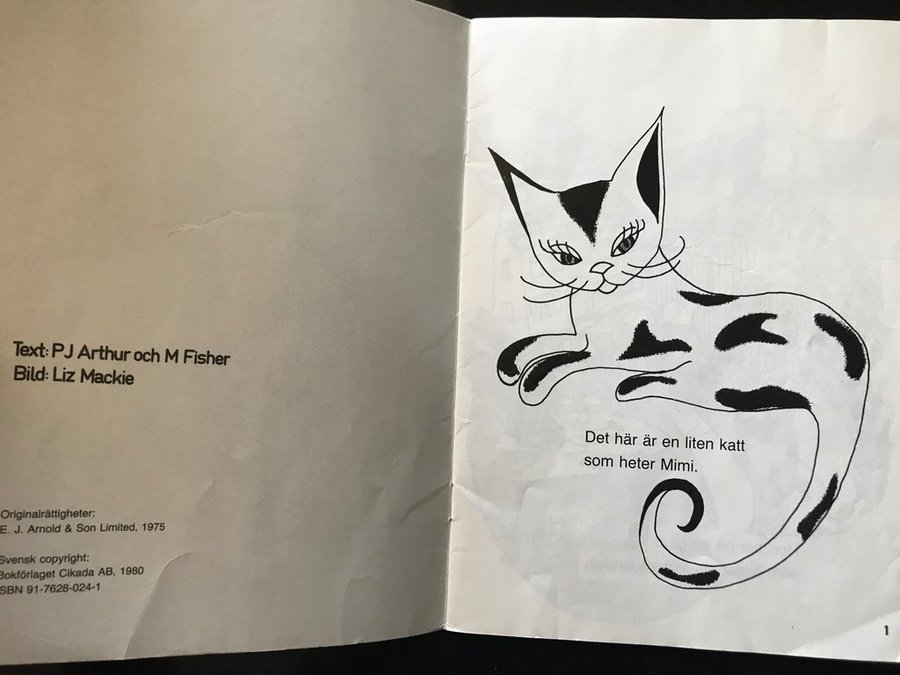 Text: PJ Arthur och M Fisher
Bild: Liz Mackie
Originalrättigheter:
E. J. Arnold & Son Limited, 1975
Svensk copyright:
Bokförlaget Cikada AB, 1980
ISBN 91-7628-024-1
Det här är en liten katt
som heter Mimi.
1